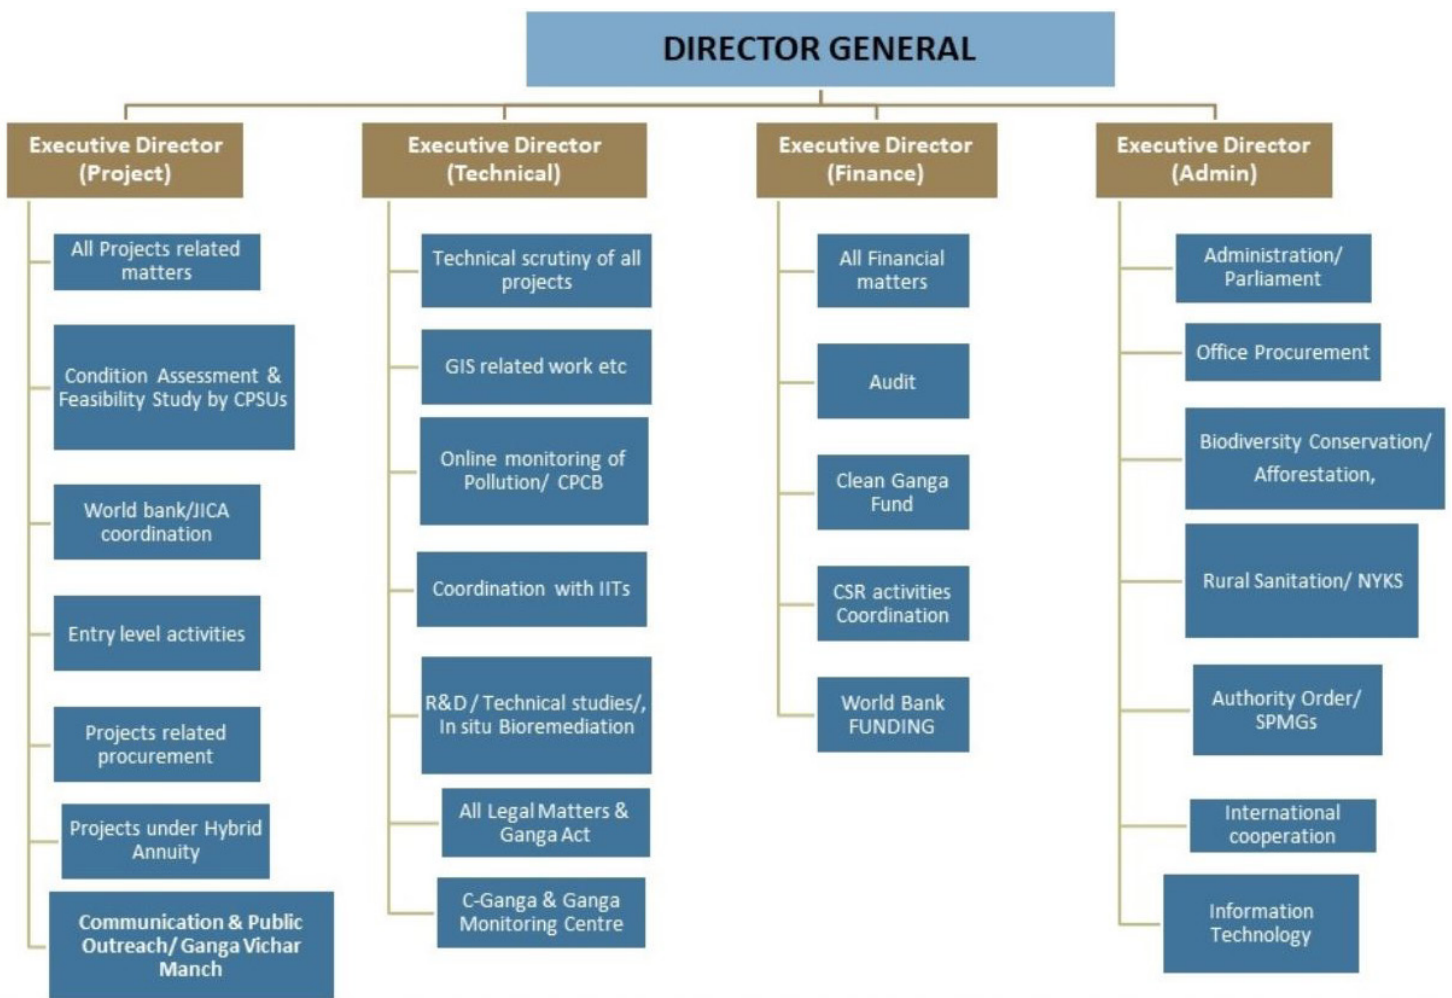 DIRECTOR GENERAL
Executive Director
(Project)
All Projects related
matters
Condition Assessment &
Feasibility Study by CPSUs
World bank/JICA
coordination
Entry level activities
Projects related
procurement
Projects under Hybrid
Annuity
Communication & Public
Outreach/ Ganga Vichar
Manch
Executive Director
(Technical)
Technical scrutiny of all
projects
GIS related work etc
Online monitoring of
Pollution/ CPCB
Coordination with IITs
R&D / Technical studies/,
In situ Bioremediation
All Legal Matters &
Ganga Act
C-Ganga & Ganga
Monitoring Centre
Executive Director
(Finance)
All Financial
matters
Audit
Clean Ganga
Fund
CSR activities
Coordination
World Bank
FUNDING
Executive Director
(Admin)
Administration/
Parliament
Office Procurement
Biodiversity Conservation/
Afforestation,
Rural Sanitation/ NYKS
Authority Order/
SPMGs
International
cooperation
Information
Technology